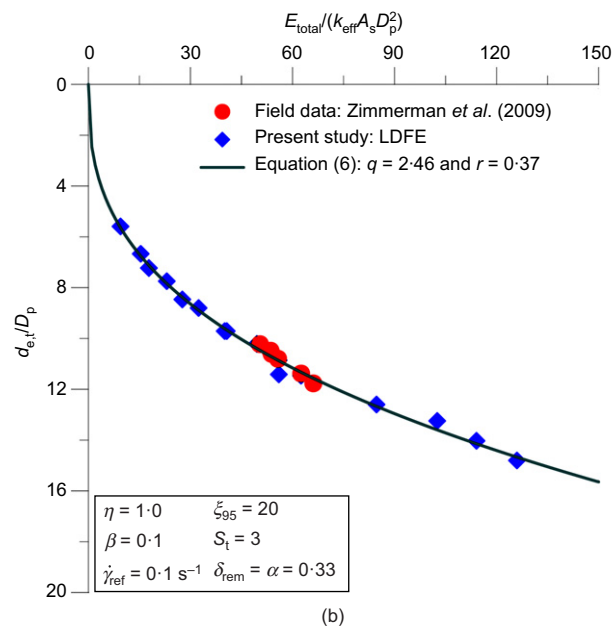 E_total/(k_eff A_s D_p^2)
0 30 60 90 120 150
0
4
8
12
16
20
d_e,t/D_p
Field data: Zimmerman et al. (2009)
Present study: LDFE
Equation (6): q = 2·46 and r = 0·37
η = 1·0 ξ_95 = 20
β = 0·1 S_t = 3
γ̇_ref = 0·1 s^−1 δ_rem = α = 0·33
(b)